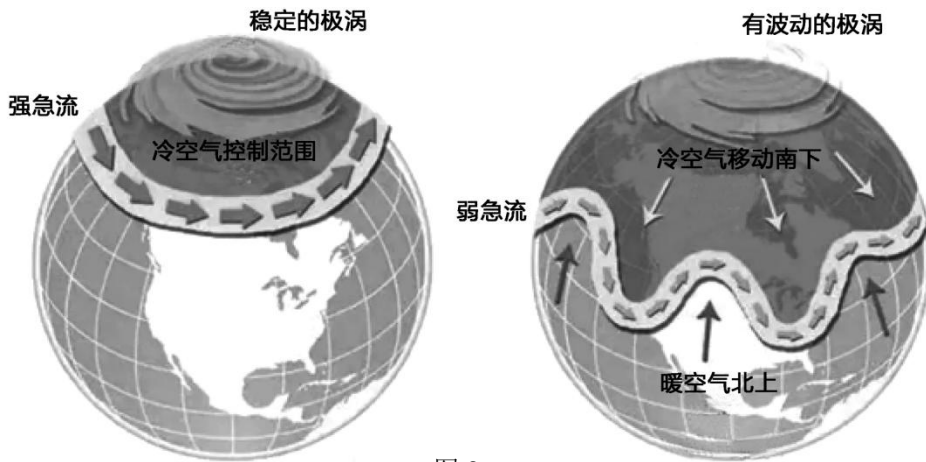 稳定的极涡
强急流
冷空气控制范围
有波动的极涡
冷空气移动南下
弱急流
暖空气北上